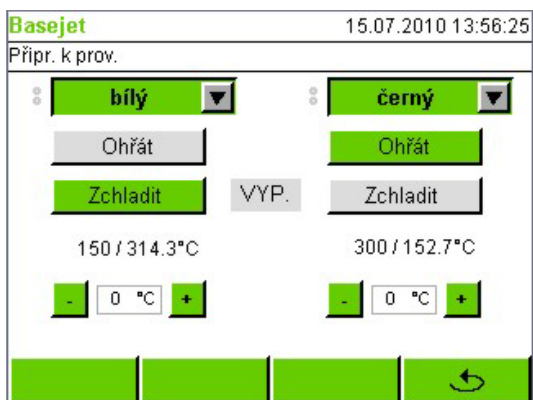 Basejet 15.07.2010 13:56:25
Připr. k prov.
bílý černý
Ohřát Ohřát
Zchladit VYP. Zchladit
150 / 314.3°C 300 / 152.7°C
- 0 °C + - 0 °C +